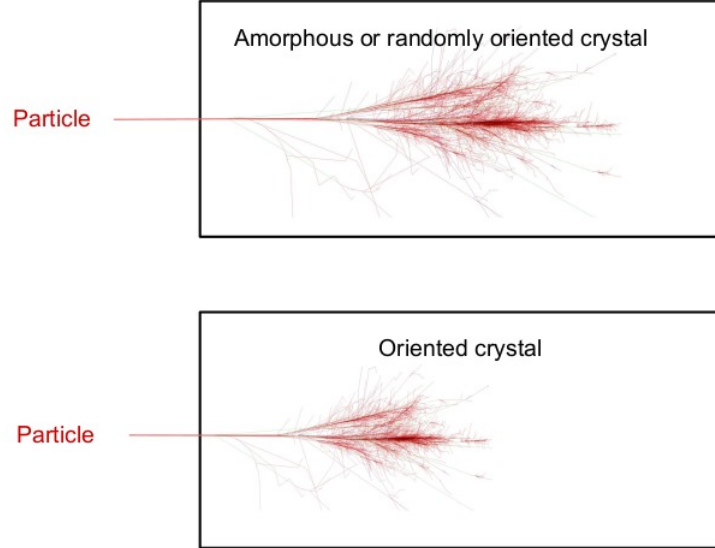 Amorphous or randomly oriented crystal
Particle
Oriented crystal
Particle